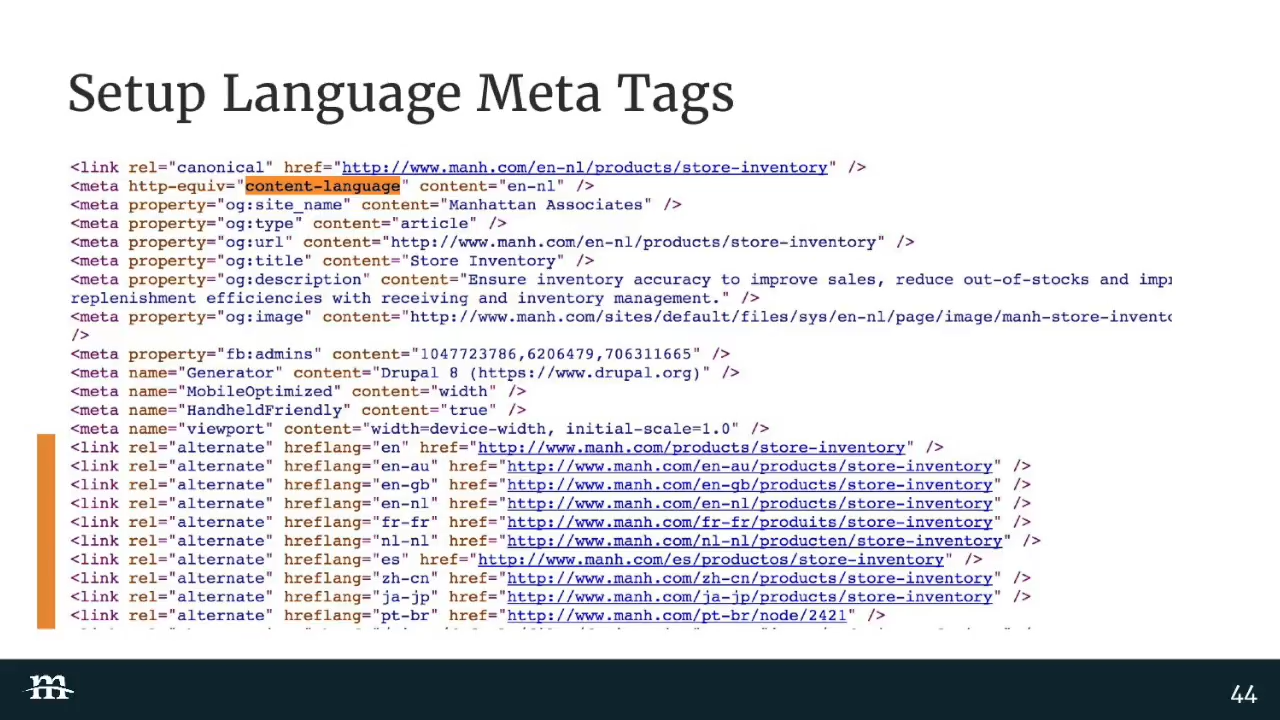 Setup Language Meta Tags
<link rel="canonical" href="http://www.manh.com/en-nl/products/store-inventory" />
<meta http-equiv="content-language" content="en-nl" />
<meta property="og:site_name" content="Manhattan Associates" />
<meta property="og:type" content="article" />
<meta property="og:url" content="http://www.manh.com/en-nl/products/store-inventory" />
<meta property="og:title" content="Store Inventory" />
<meta property="og:description" content="Ensure inventory accuracy to improve sales, reduce out-of-stocks and
replenishment efficiencies with receiving and inventory management." />
<meta property="og:image" content="http://www.manh.com/sites/default/files/sys/en-nl/page/image/manh-store-
/>
<meta property="fb:admins" content="1047723786,6206479,706311665" />
<meta name="Generator" content="Drupal 8 (https://www.drupal.org)" />
<meta name="MobileOptimized" content="width" />
<meta name="HandheldFriendly" content="true" />
<meta name="viewport" content="width=device-width, initial-scale=1.0" />
<link rel="alternate" hreflang="en" href="http://www.manh.com/products/store-inventory" />
<link rel="alternate" hreflang="en-au" href="http://www.manh.com/en-au/products/store-inventory" />
<link rel="alternate" hreflang="en-gb" href="http://www.manh.com/en-gb/products/store-inventory" />
<link rel="alternate" hreflang="en-nl" href="http://www.manh.com/en-nl/products/store-inventory" />
<link rel="alternate" hreflang="fr-fr" href="http://www.manh.com/fr-fr/produits/store-inventory" />
<link rel="alternate" hreflang="nl-nl" href="http://www.manh.com/nl-nl/producten/store-inventory" />
<link rel="alternate" hreflang="es" href="http://www.manh.com/es/productos/store-inventory" />
<link rel="alternate" hreflang="zh-cn" href="http://www.manh.com/zh-cn/products/store-inventory" />
<link rel="alternate" hreflang="ja-jp" href="http://www.manh.com/ja-jp/products/store-inventory" />
<link rel="alternate" hreflang="pt-br" href="http://www.manh.com/pt-br/node/2421" />
m
44